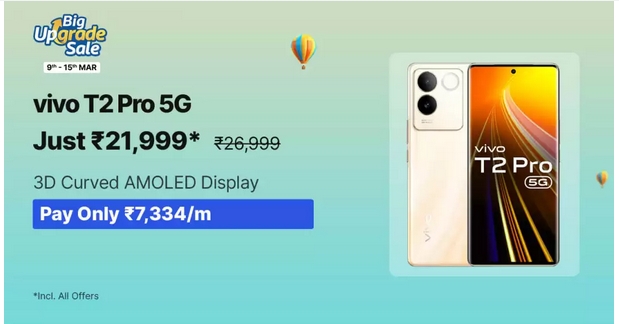 Big
Upgrade
Sale
9th - 15th MAR
vivo T2 Pro 5G
Just ₹21,999* ₹26,999
3D Curved AMOLED Display
Pay Only ₹7,334/m
*Incl. All Offers
vivo
vivo
T2 Pro
5G